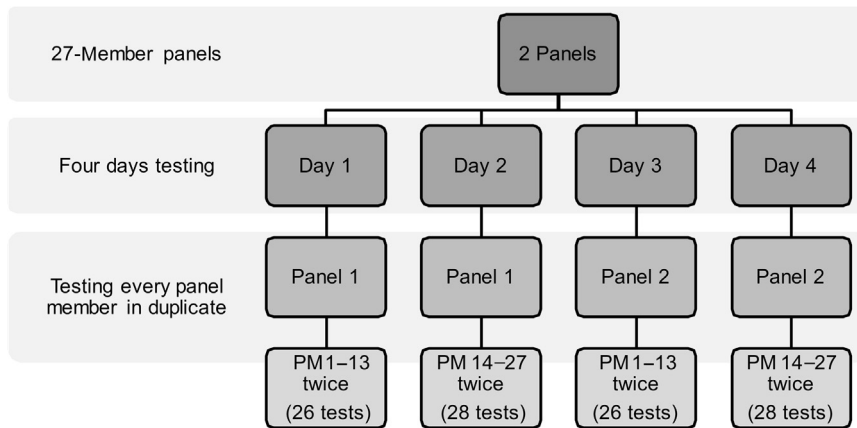 27-Member panels
2 Panels
Four days testing
Day 1
Day 2
Day 3
Day 4
Testing every panel
member in duplicate
Panel 1
Panel 1
Panel 2
Panel 2
PM 1–13
twice
(26 tests)
PM 14–27
twice
(28 tests)
PM 1–13
twice
(26 tests)
PM 14–27
twice
(28 tests)